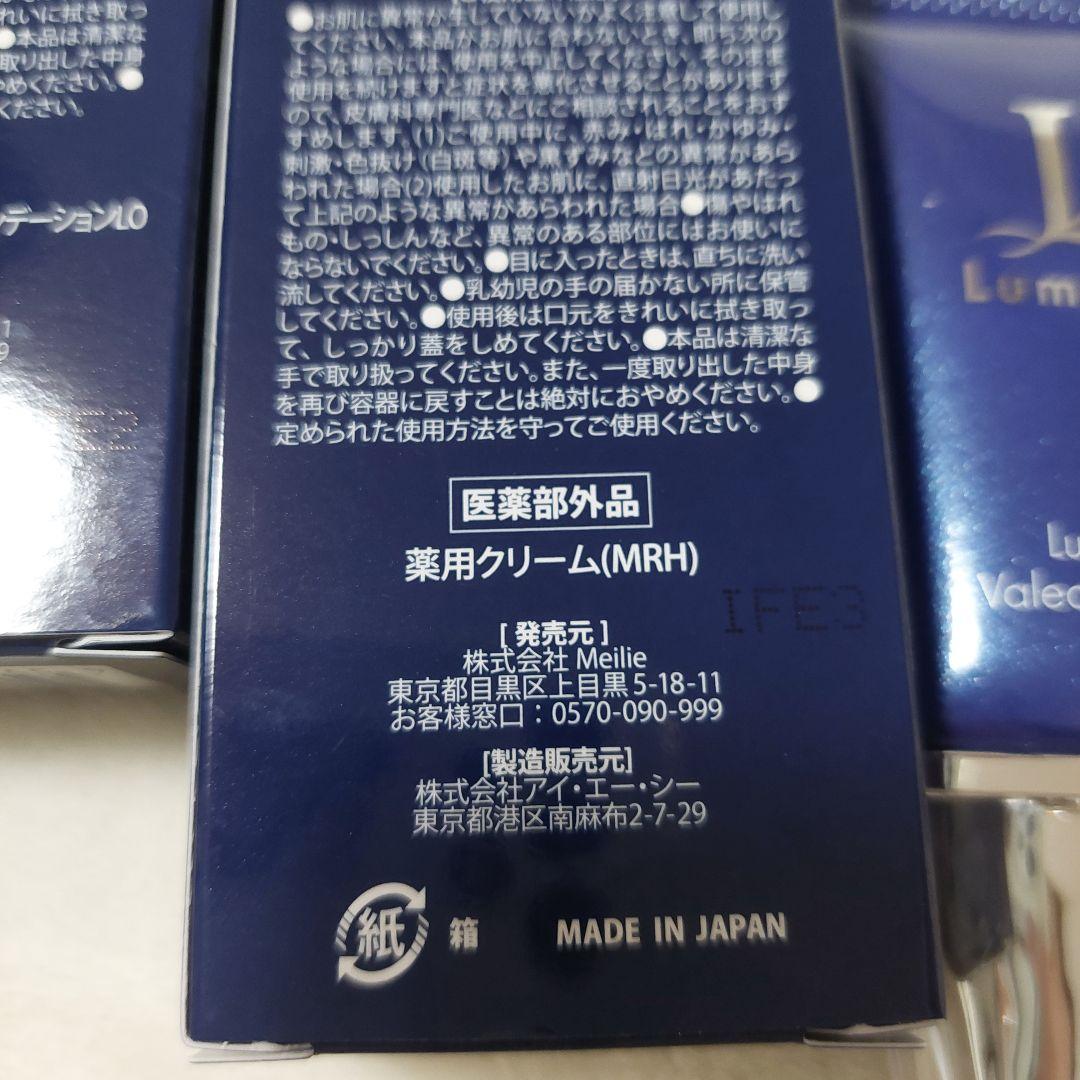 れいに拭き取っ
●本品は清潔な
取り出した中身
やめください。●
ください。
ンデーションLO
1
9
●お肌に異常が生じていないかよく注意して使用し
てください。本品がお肌に合わないとき、即ち次の
ような場合には、使用を中止してください。そのまま
使用を続けますと症状を悪化させることがあります
ので、皮膚科専門医などにご相談されることをおす
すめします。(1)ご使用中に、赤み・はれ・かゆみ・
刺激・色抜け(白斑等)や黒ずみなどの異常があら
われた場合(2)使用したお肌に、直射日光があたっ
て上記のような異常があらわれた場合●傷やはれ
もの・しっしんなど、異常のある部位にはお使いに
ならないでください。●目に入ったときは、直ちに洗い
流してください。●乳幼児の手の届かない所に保管
してください。●使用後は口元をきれいに拭き取っ
て、しっかり蓋をしめてください。●本品は清潔な
手で取り扱ってください。また、一度取り出した中身
を再び容器に戻すことは絶対におやめください。●
定められた使用方法を守ってご使用ください。
医薬部外品
薬用クリーム(MRH)
IFE3
[ 発売元 ]
株式会社 Meilie
東京都目黒区上目黒5-18-11
お客様窓口：0570-090-999
[製造販売元]
株式会社アイ・エー・シー
東京都港区南麻布2-7-29
紙 箱 MADE IN JAPAN
L
Lum
Lu
Valeo